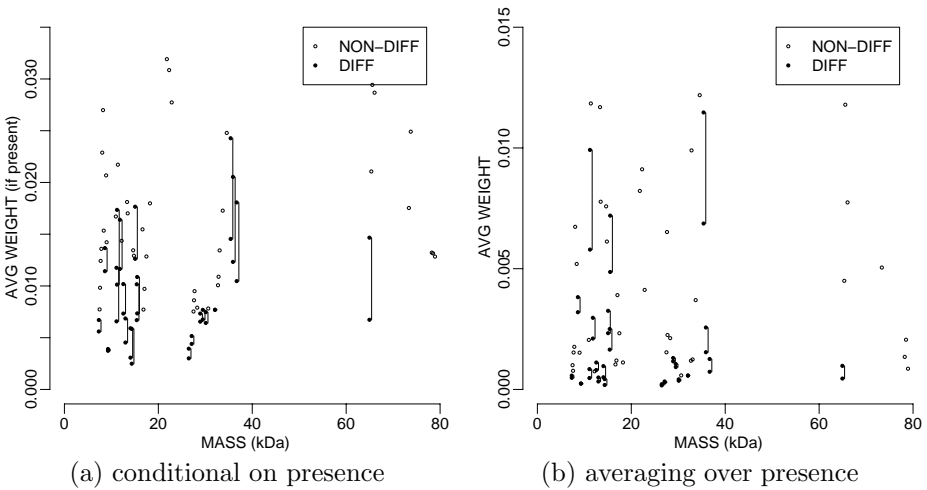 0.000 0.010 0.020 0.030
AVG WEIGHT (if present)
NON−DIFF
DIFF
0 20 40 60 80
MASS (kDa)
(a) conditional on presence
0.000 0.005 0.010 0.015
AVG WEIGHT
NON−DIFF
DIFF
0 20 40 60 80
MASS (kDa)
(b) averaging over presence